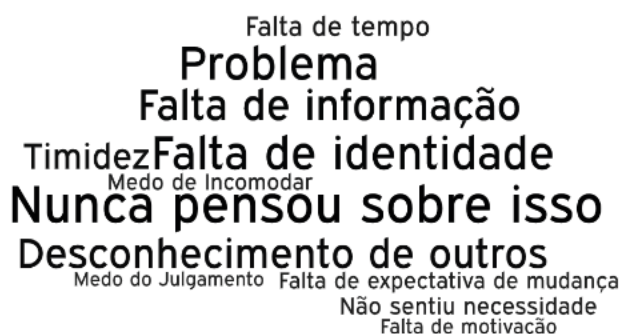 Falta de tempo
Problema
Falta de informação
Timidez Falta de identidade
Medo de Incomodar
Nunca pensou sobre isso
Desconhecimento de outros
Medo do Julgamento Falta de expectativa de mudança
Não sentiu necessidade
Falta de motivação